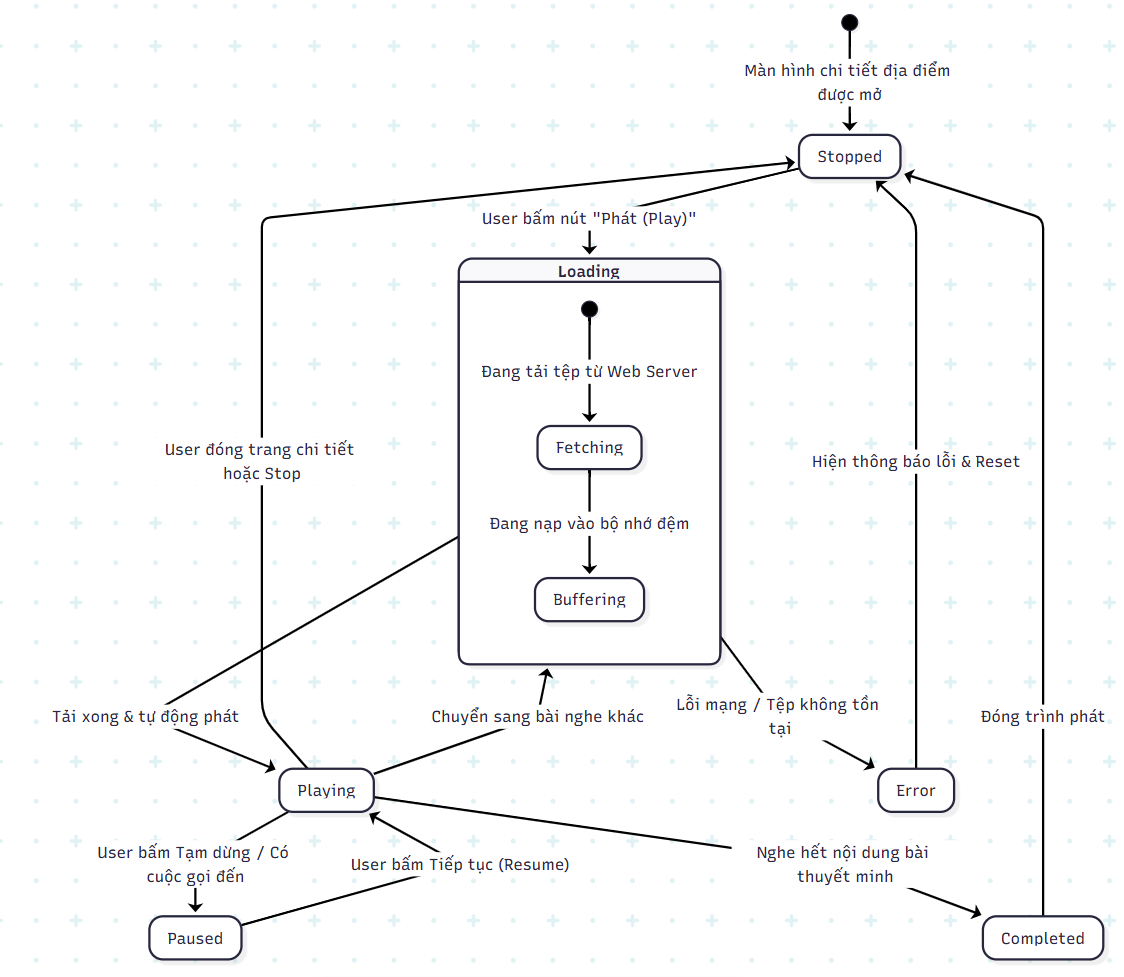 Màn hình chi tiết địa điểm
được mở
Stopped
User bấm nút "Phát (Play)"
Loading
Đang tải tệp từ Web Server
Fetching
Đang nạp vào bộ nhớ đệm
Buffering
User đóng trang chi tiết
hoặc Stop
Hiện thông báo lỗi & Reset
Tải xong & tự động phát
Chuyển sang bài nghe khác
Lỗi mạng / Tệp không tồn
tại
Đóng trình phát
Playing
Error
User bấm Tạm dừng / Có
cuộc gọi đến
User bấm Tiếp tục (Resume)
Nghe hết nội dung bài
thuyết minh
Paused
Completed